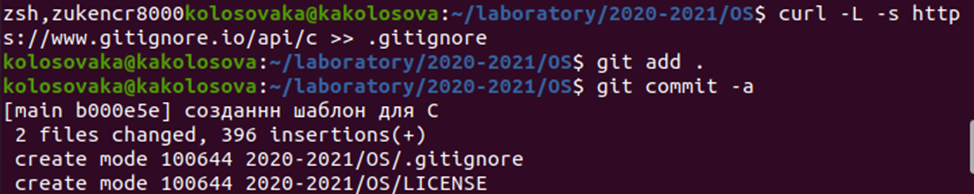 zsh,zukencr8000kolosovaka@kakolosova:~/laboratory/2020-2021/OS$ curl -L -s http
s://www.gitignore.io/api/c >> .gitignore
kolosovaka@kakolosova:~/laboratory/2020-2021/OS$ git add .
kolosovaka@kakolosova:~/laboratory/2020-2021/OS$ git commit -a
[main b000e5e] созданнн шаблон для C
 2 files changed, 396 insertions(+)
 create mode 100644 2020-2021/OS/.gitignore
 create mode 100644 2020-2021/OS/LICENSE